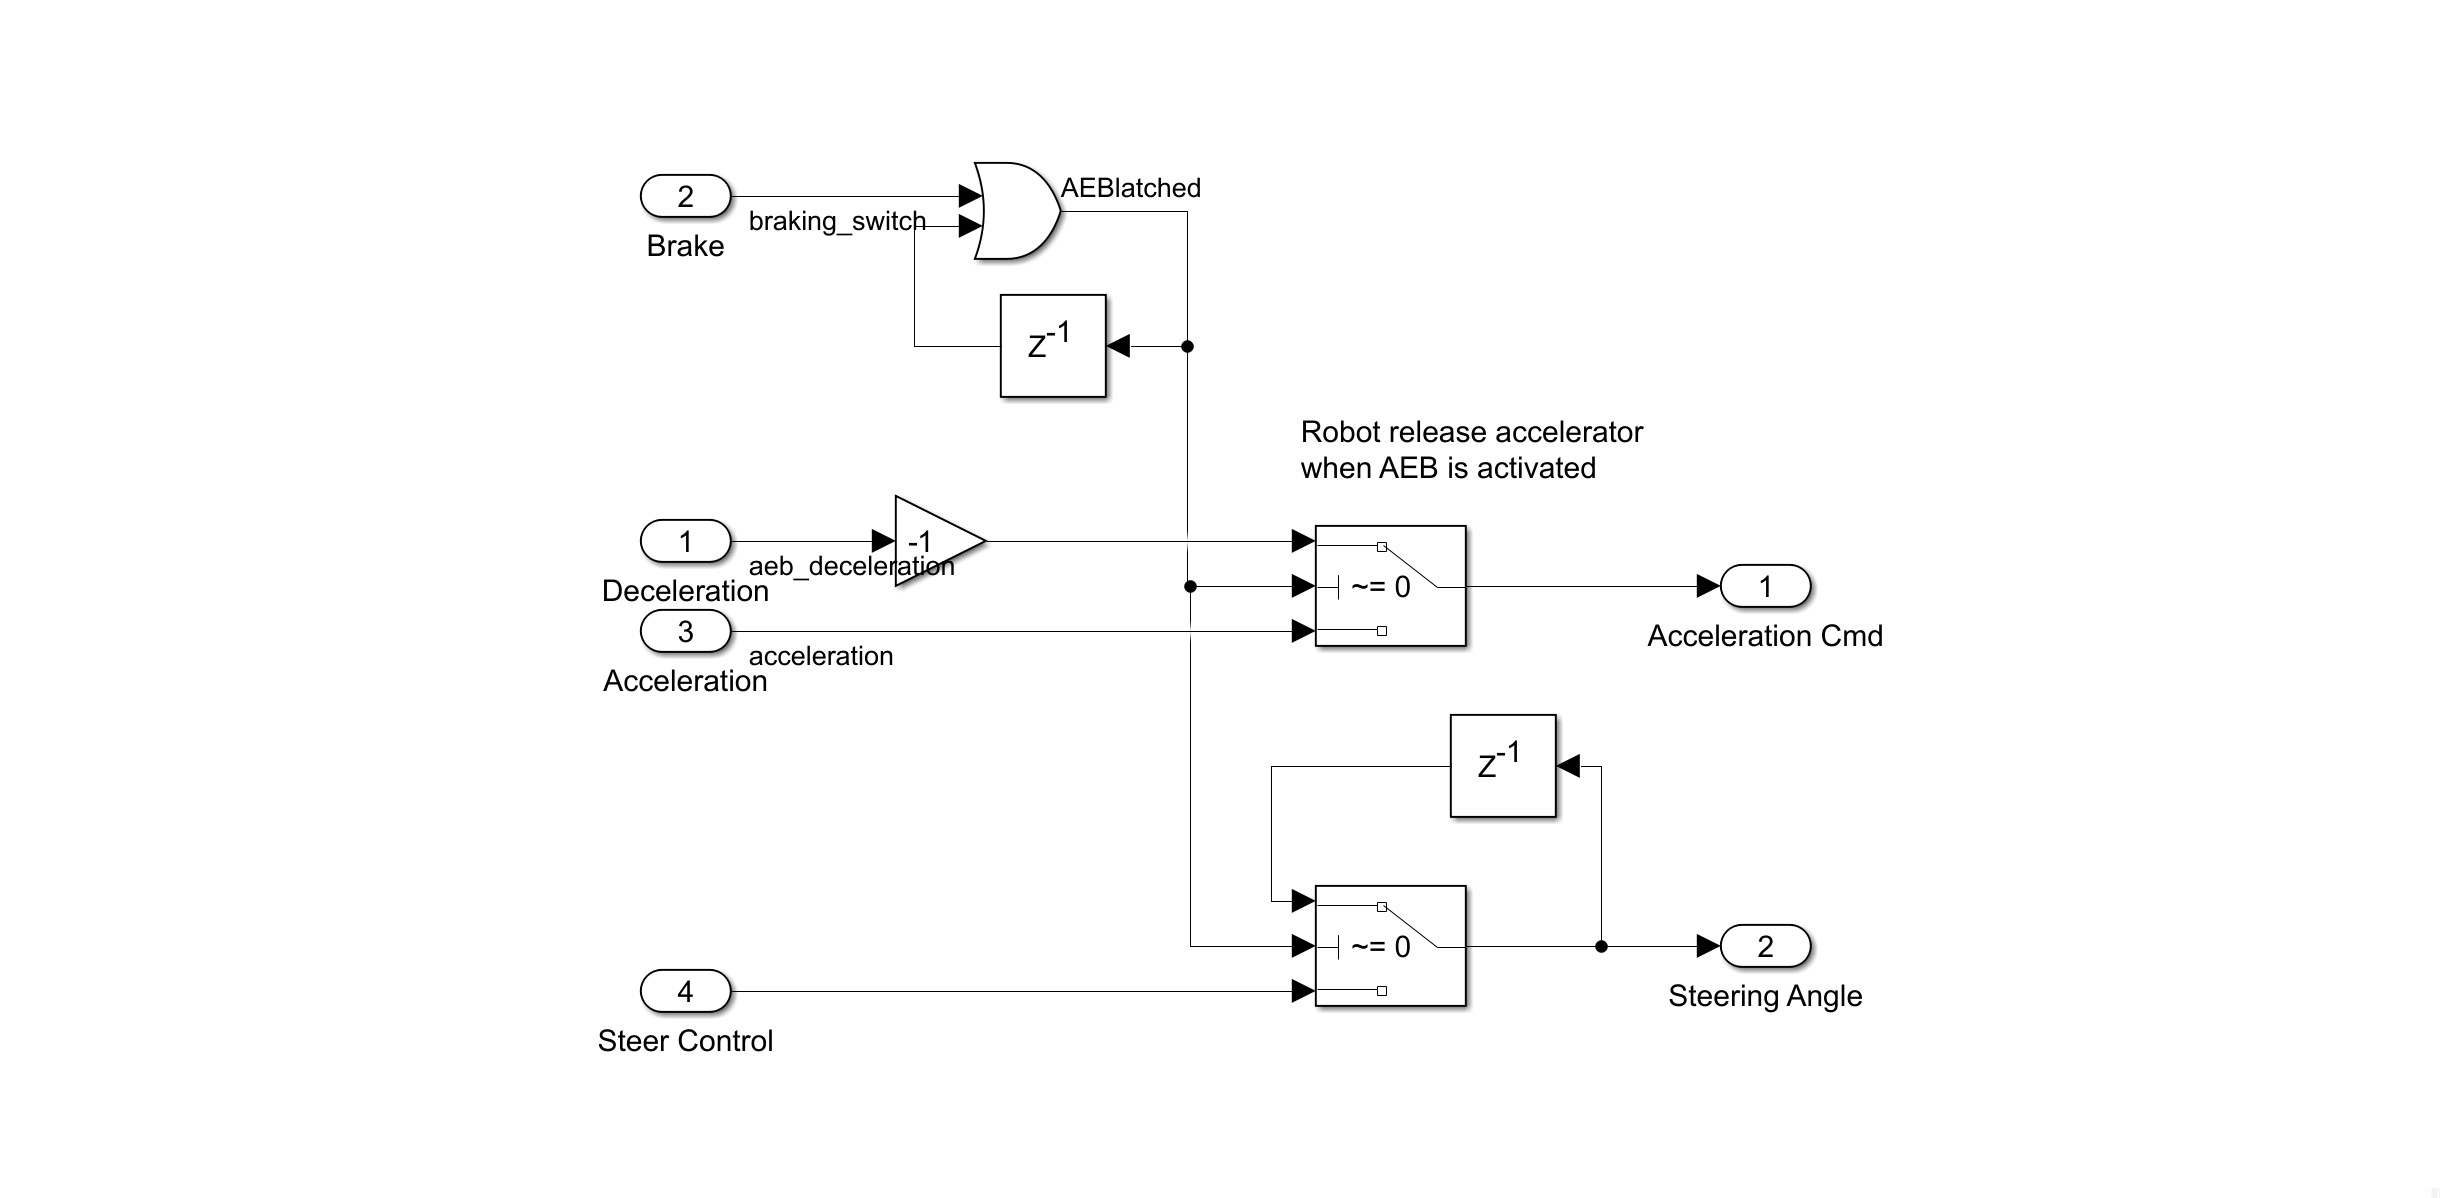 AEBlatched
2
braking_switch
Brake
Z-1
Robot release accelerator
when AEB is activated
1
-1
aeb_deceleration
Deceleration
~= 0
1
3
Acceleration Cmd
acceleration
Acceleration
Z-1
~= 0
2
4
Steering Angle
Steer Control